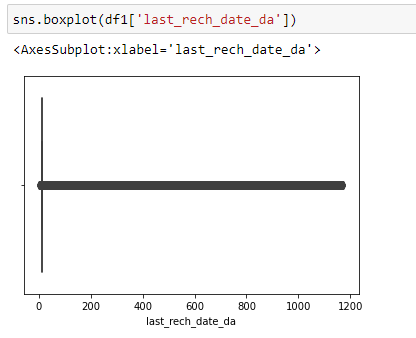 sns.boxplot(df1['last_rech_date_da'])
<AxesSubplot:xlabel='last_rech_date_da'>
0 200 400 600 800 1000 1200
last_rech_date_da